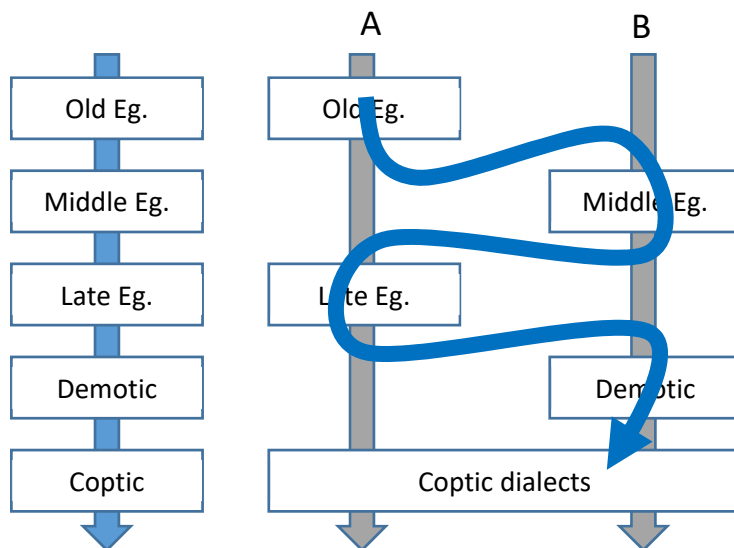 A
B
Old Eg.
Middle Eg.
Late Eg.
Demotic
Coptic
Old Eg.
Middle Eg.
Late Eg.
Demotic
Coptic dialects